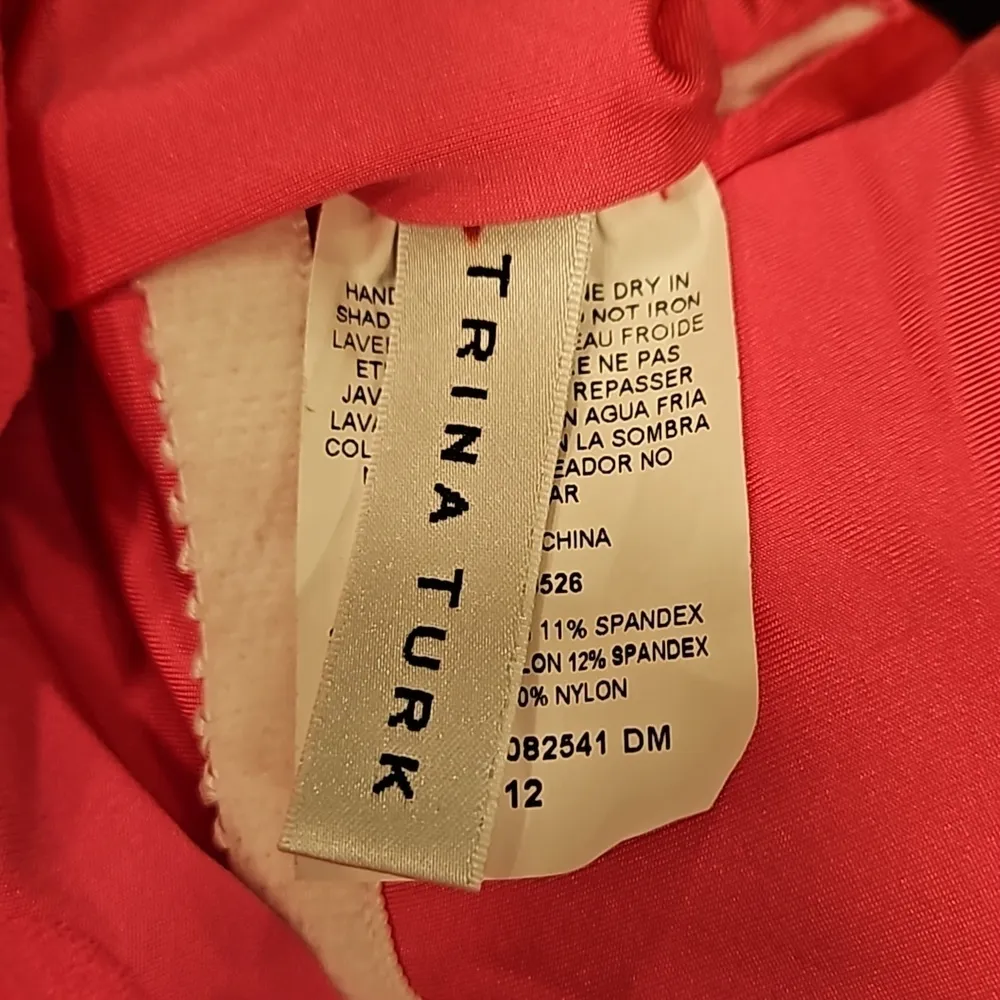 TRINA TURK
HAND NE DRY IN
SHAD NOT IRON
LAVE EAU FROIDE
ET E NE PAS
JAV REPASSER
LAV N AGUA FRIA
COL N LA SOMBRA
EADOR NO
AR
CHINA
526
11% SPANDEX
LON 12% SPANDEX
0% NYLON
082541 DM
12